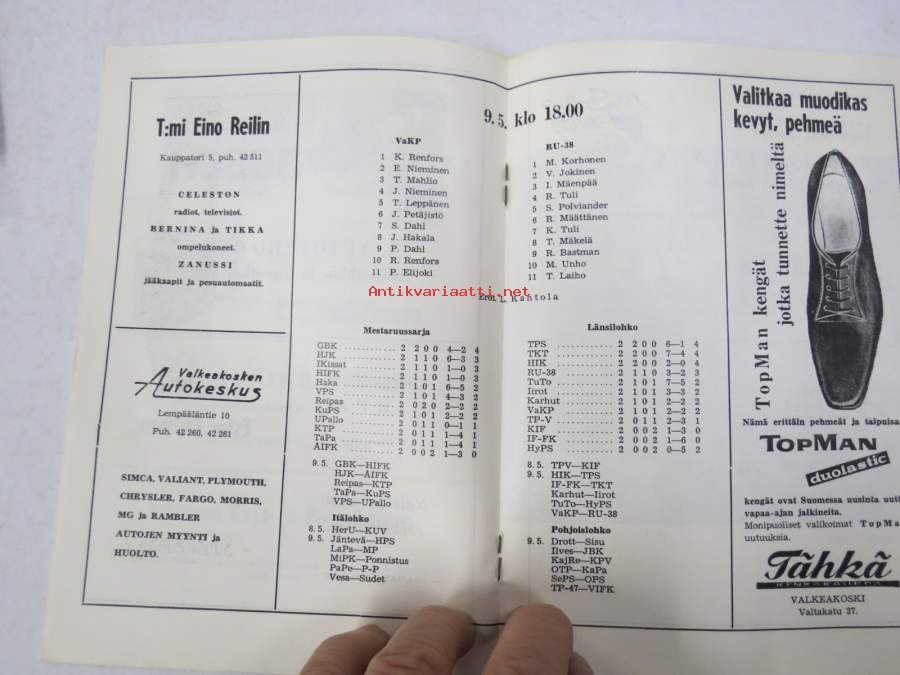 T:mi Eino Reilin
Kauppatori 5, puh. 42 511
CELESTON
radiot, televisiot.
BERNINA ja TIKKA
ompelukoneet.
ZANUSSI
jääkaapit ja pesuautomaatit.
Valkeakosken
Autokeskus
Lempääläntie 10
Puh. 42 260, 42 261
SIMCA, VALIANT, PLYMOUTH,
CHRYSLER, FARGO, MORRIS,
MG ja RAMBLER
AUTOJEN MYYNTI ja
HUOLTO.
9. 5. klo 18.00
VaKP
1 K. Renfors
2 E. Nieminen
3 T. Mahlio
4 J. Nieminen
5 T. Leppänen
6 J. Petäjistö
7 S. Dahl
8 J. Hakala
9 P. Dahl
10 R. Renfors
11 P. Elijoki
RU-38
1 M. Korhonen
2 V. Jokinen
3 I. Mäenpää
4 R. Tuli
5 S. Polviander
6 R. Määttänen
7 K. Tuli
8 T. Mäkelä
9 R. Bastman
10 M. Unho
11 T. Laiho
Erot. L. Kantola
Antikvariaatti.net
Mestaruussarja
GBK 2 2 0 0 4—2 4
HJK 2 1 1 0 6—3 3
IKissat 2 1 1 0 1—0 3
HIFK 2 1 1 0 1—0 3
Haka 2 1 0 1 6—5 2
VPS 2 1 0 1 4—3 2
Reipas 2 0 2 0 2—2 2
KuPS 2 1 0 1 2—2 2
UPallo 2 0 1 1 0—1 1
KTP 2 0 1 1 1—4 1
TaPa 2 0 1 1 1—4 1
ÅIFK 2 0 0 2 1—3 0
9. 5. GBK—HIFK
HJK—ÅIFK
Reipas—KTP
TaPa—KuPS
VPS—UPallo
Itälohko
8. 5. HerU—KUV
9. 5. Jäntevä—HPS
LaPa—MP
MiPK—Ponnistus
PaPe—P-P
Vesa—Sudet
Länsilohko
TPS 2 2 0 0 6—1 4
TKT 2 2 0 0 7—4 4
HIK 2 2 0 0 2—0 4
RU-38 2 1 1 0 3—2 3
TuTo 2 1 0 1 7—5 2
Iirot 2 1 0 1 3—3 2
Karhut 2 1 0 1 2—2 2
VaKP 2 1 0 1 2—2 2
TP-V 2 0 1 1 2—3 1
KIF 2 0 0 2 1—3 0
IF-FK 2 0 0 2 1—6 0
HyPS 2 0 0 2 0—5 2
8. 5. TPV—KIF
9. 5. HIK—TPS
IF-FK—TKT
Karhut—Iirot
TuTo—HyPS
VaKP—RU-38
Pohjoislohko
9. 5. Drott—Sisu
Ilves—JBK
KajRe—KPV
OTP—KaPa
SePS—OPS
TP-47—VIFK
Valitkaa muodikas
kevyt, pehmeä
TopMan kengät
jotka tunnette nimeltä
Nämä erittäin pehmeät ja taipuisa
TOPMAN
duolastic
kengät ovat Suomessa uusinta uut
vapaa-ajan jalkineita.
Monipuoliset valikoimat TopMa
uutuuksia.
Tähkä
KENKÄKAUPPA
VALKEAKOSKI
Valtakatu 27.